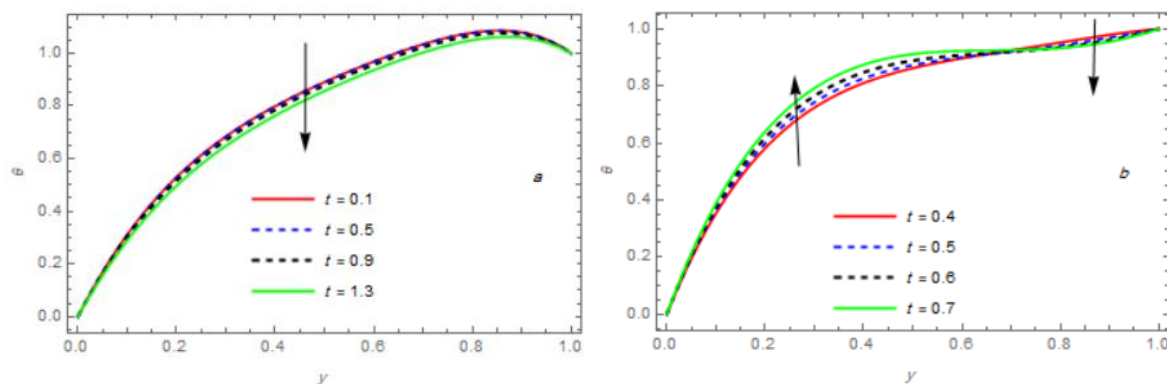 1.0
0.8
0.6
0.4
0.2
0.0
θ
a
t = 0.1
t = 0.5
t = 0.9
t = 1.3
0.0 0.2 0.4 0.6 0.8 1.0
y
1.0
0.8
0.6
0.4
0.2
0.0
θ
b
t = 0.4
t = 0.5
t = 0.6
t = 0.7
0.0 0.2 0.4 0.6 0.8 1.0
y